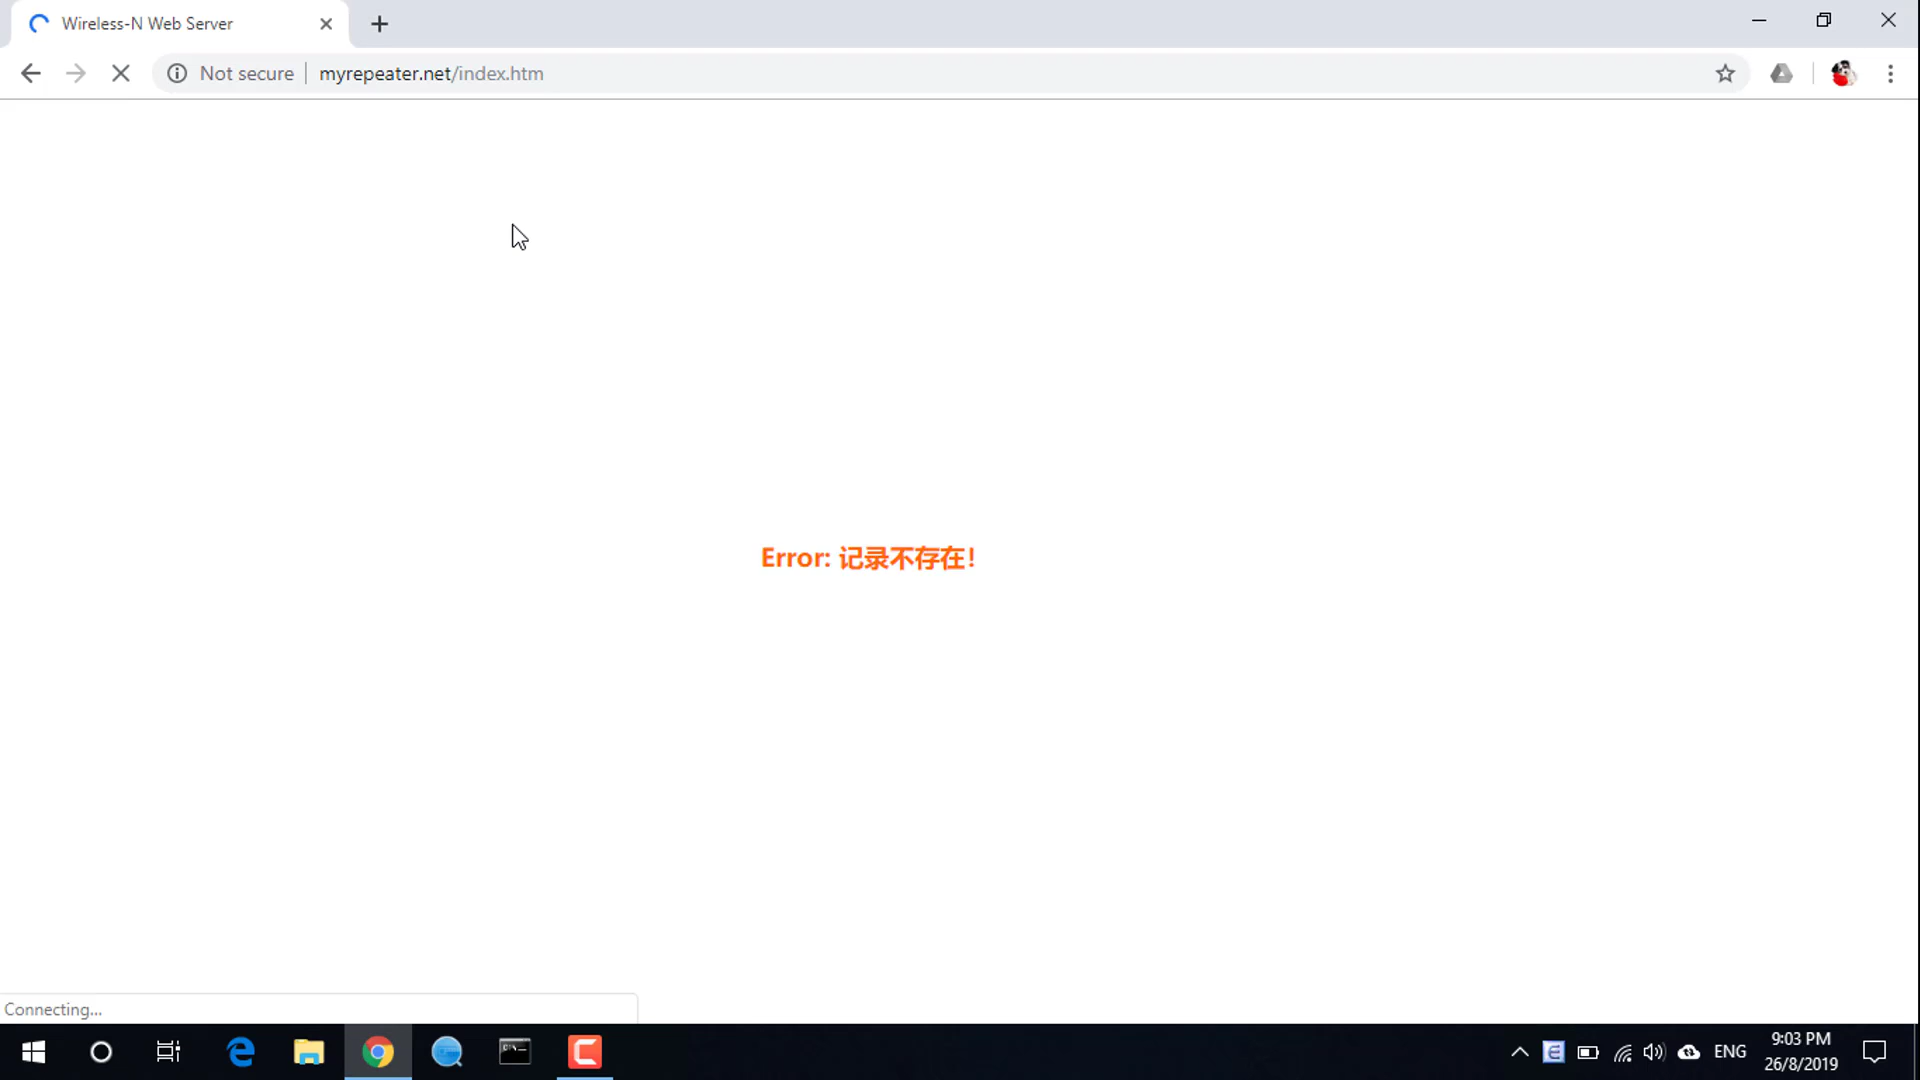 Wireless-N Web Server
Not secure
myrepeater.net/index.htm
Error: 记录不存在!
Connecting...
ENG
9:03 PM
26/8/2019